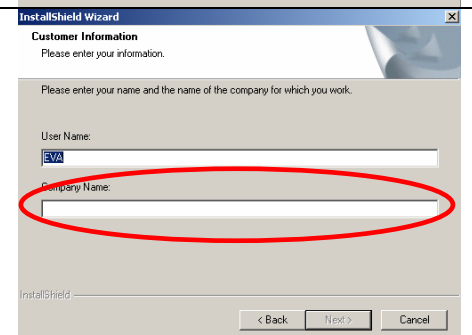 InstallShield Wizard
Customer Information
Please enter your information.
Please enter your name and the name of the company for which you work.
User Name:
EVA
Company Name:
InstallShield
< Back
Next >
Cancel